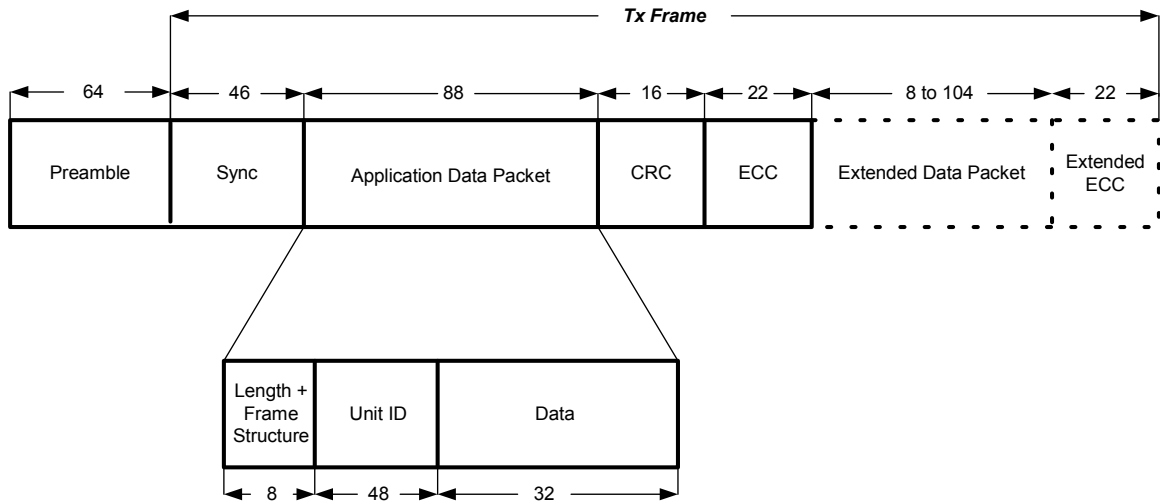 Tx Frame
64
46
88
16
22
8 to 104
22
Preamble
Sync
Application Data Packet
CRC
ECC
Extended Data Packet
Extended
ECC
Length +
Frame
Structure
Unit ID
Data
8
48
32